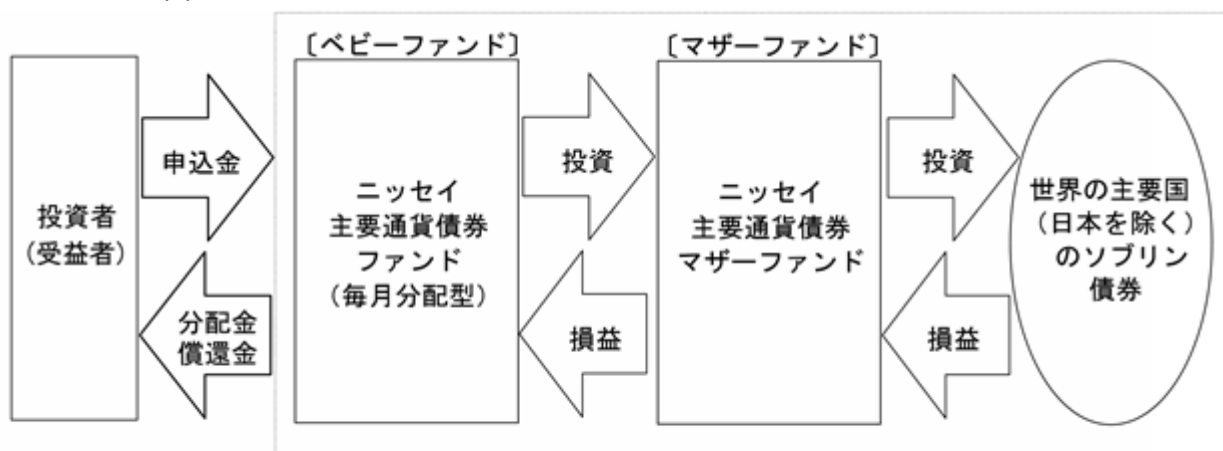 投資者
（受益者）
申込金
分配金
償還金
〔ベビーファンド〕
ニッセイ
主要通貨債券
ファンド
（毎月分配型）
投資
損益
〔マザーファンド〕
ニッセイ
主要通貨債券
マザーファンド
投資
損益
世界の主要国
（日本を除く）
のソブリン
債券